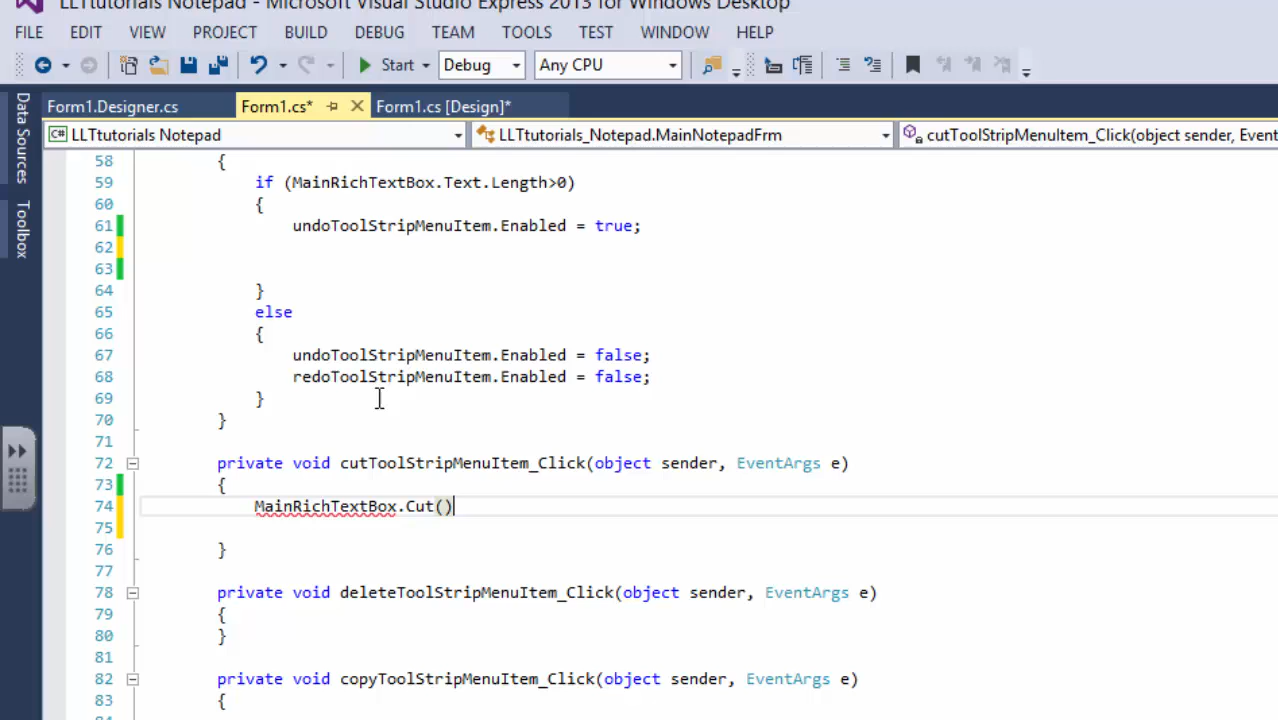 LLTtutorials Notepad - Microsoft Visual Studio Express 2013 for Windows Desktop
FILE EDIT VIEW PROJECT BUILD DEBUG TEAM TOOLS TEST WINDOW HELP
Start Debug Any CPU
Data Sources
Toolbox
Form1.Designer.cs Form1.cs* Form1.cs [Design]*
C# LLTtutorials Notepad LLTtutorials_Notepad.MainNotepadFrm cutToolStripMenuItem_Click(object sender, Event
58 {
59 if (MainRichTextBox.Text.Length>0)
60 {
61 undoToolStripMenuItem.Enabled = true;
62
63
64 }
65 else
66 {
67 undoToolStripMenuItem.Enabled = false;
68 redoToolStripMenuItem.Enabled = false;
69 }
70 }
71
72 private void cutToolStripMenuItem_Click(object sender, EventArgs e)
73 {
74 MainRichTextBox.Cut()
75
76 }
77
78 private void deleteToolStripMenuItem_Click(object sender, EventArgs e)
79 {
80 }
81
82 private void copyToolStripMenuItem_Click(object sender, EventArgs e)
83 {